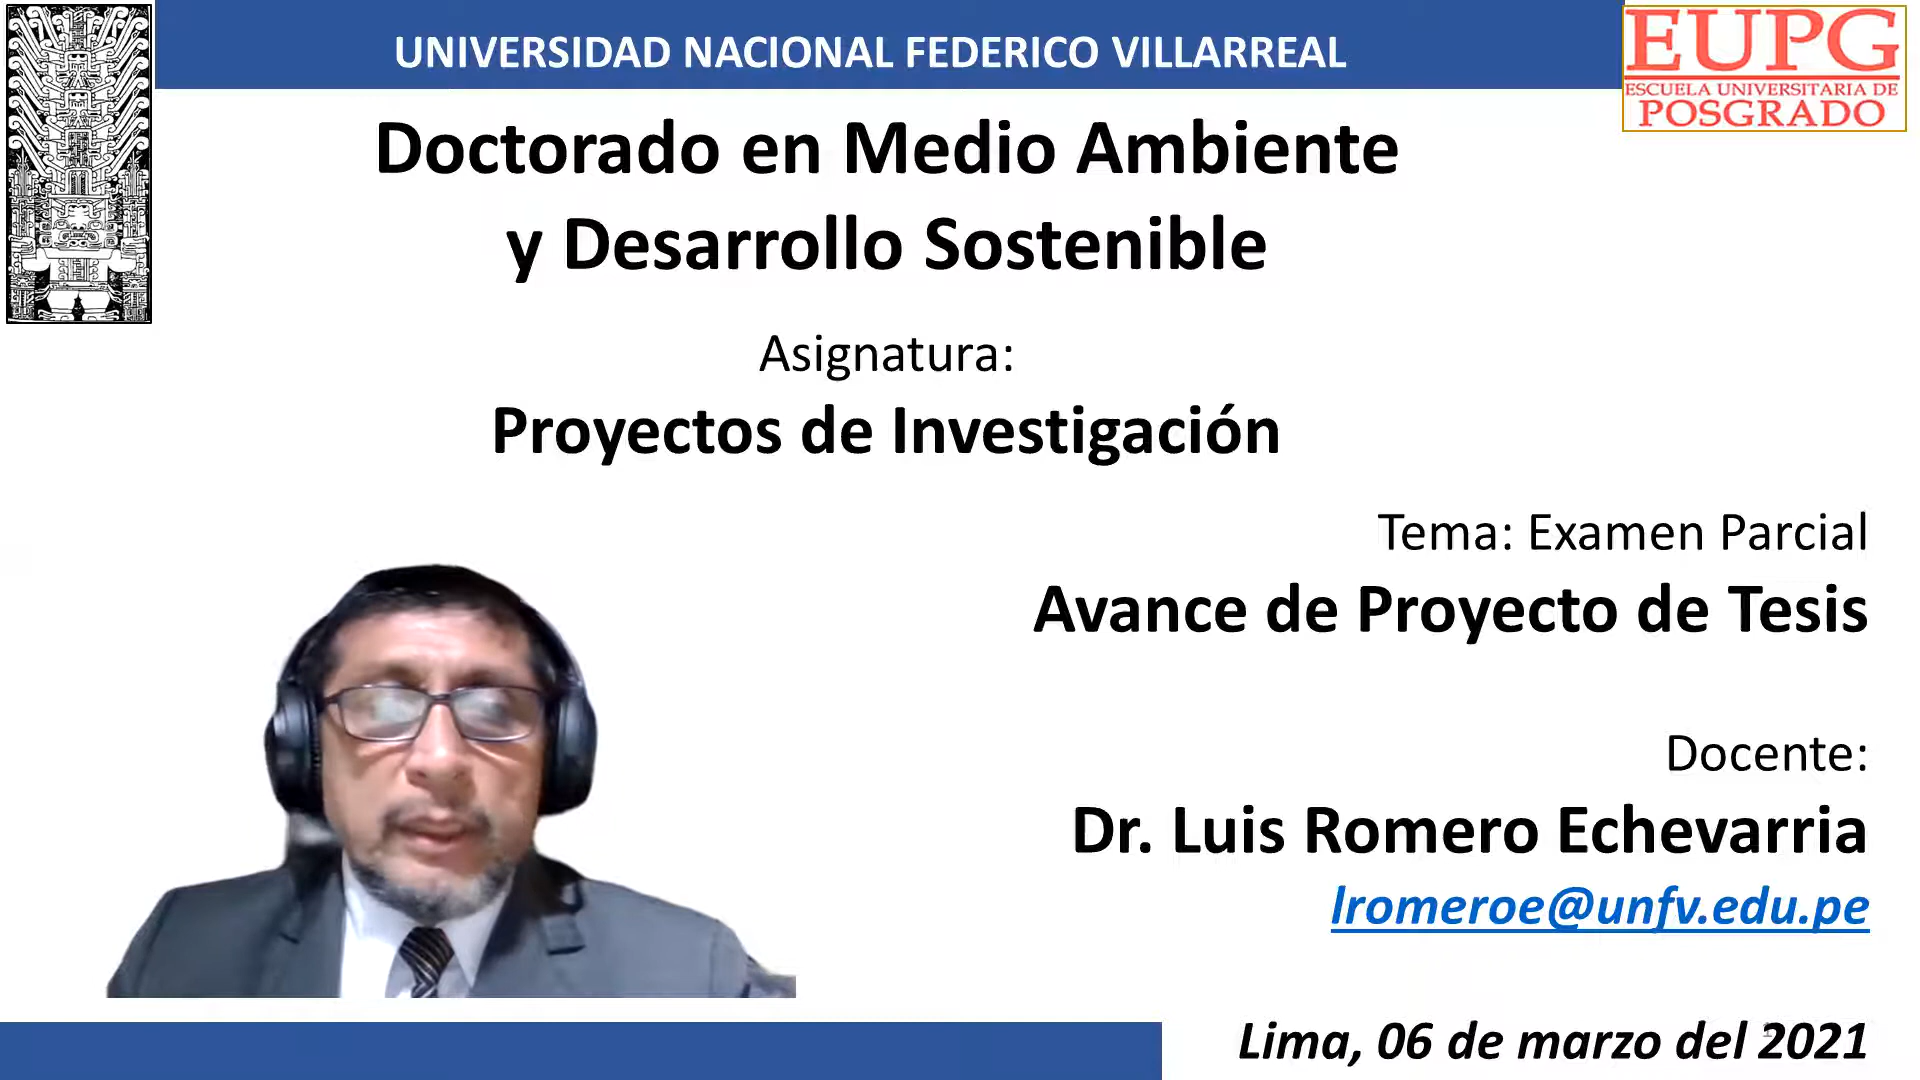 UNIVERSIDAD NACIONAL FEDERICO VILLARREAL
EUPG
ESCUELA UNIVERSITARIA DE
POSGRADO
Doctorado en Medio Ambiente
y Desarrollo Sostenible
Asignatura:
Proyectos de Investigación
Tema: Examen Parcial
Avance de Proyecto de Tesis
Docente:
Dr. Luis Romero Echevarria
lromeroe@unfv.edu.pe
Lima, 06 de marzo del 2021